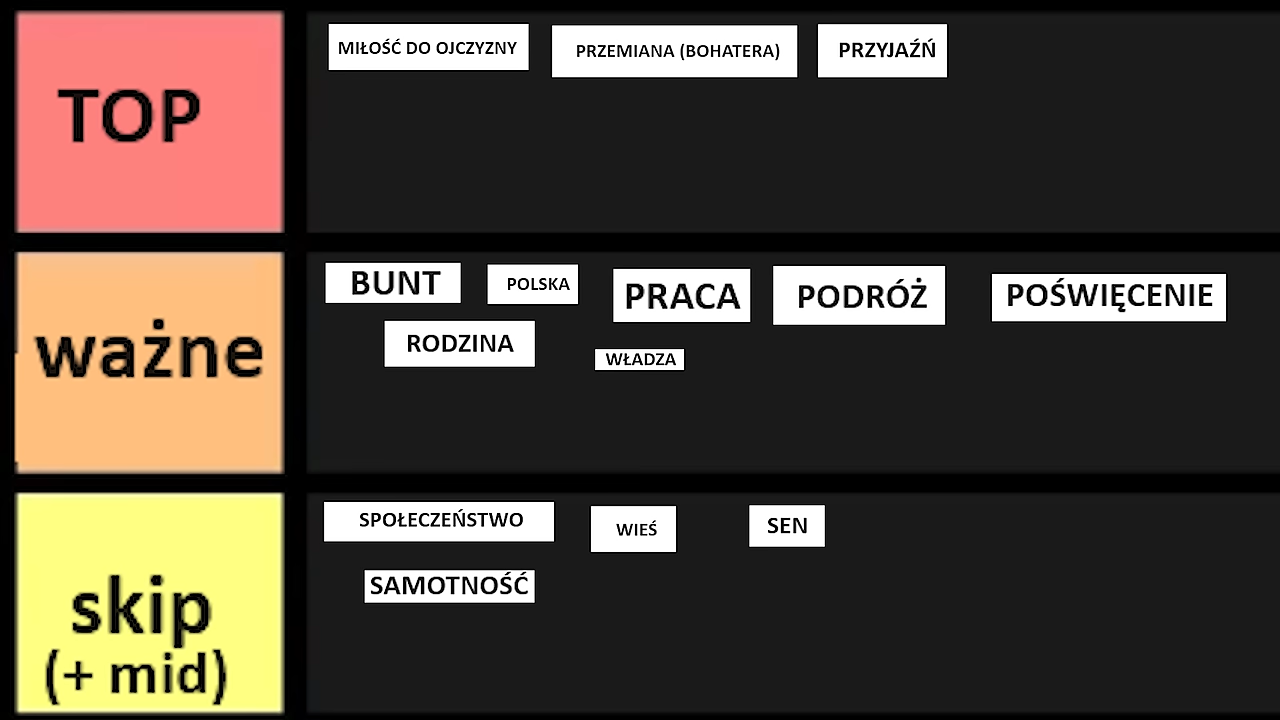 TOP
MIŁOŚĆ DO OJCZYZNY
PRZEMIANA (BOHATERA)
PRZYJAŹŃ
ważne
BUNT
POLSKA
PRACA
PODRÓŻ
POŚWIĘCENIE
RODZINA
WŁADZA
skip
(+ mid)
SPOŁECZEŃSTWO
WIEŚ
SEN
SAMOTNOŚĆ